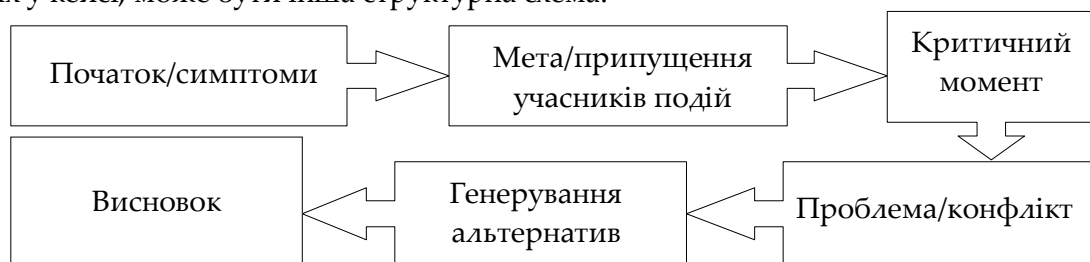 у кейсі, може бути інша структурна схема:
Початок/симптоми
Мета/припущення
учасників подій
Критичний
момент
Проблема/конфлікт
Генерування
альтернатив
Висновок